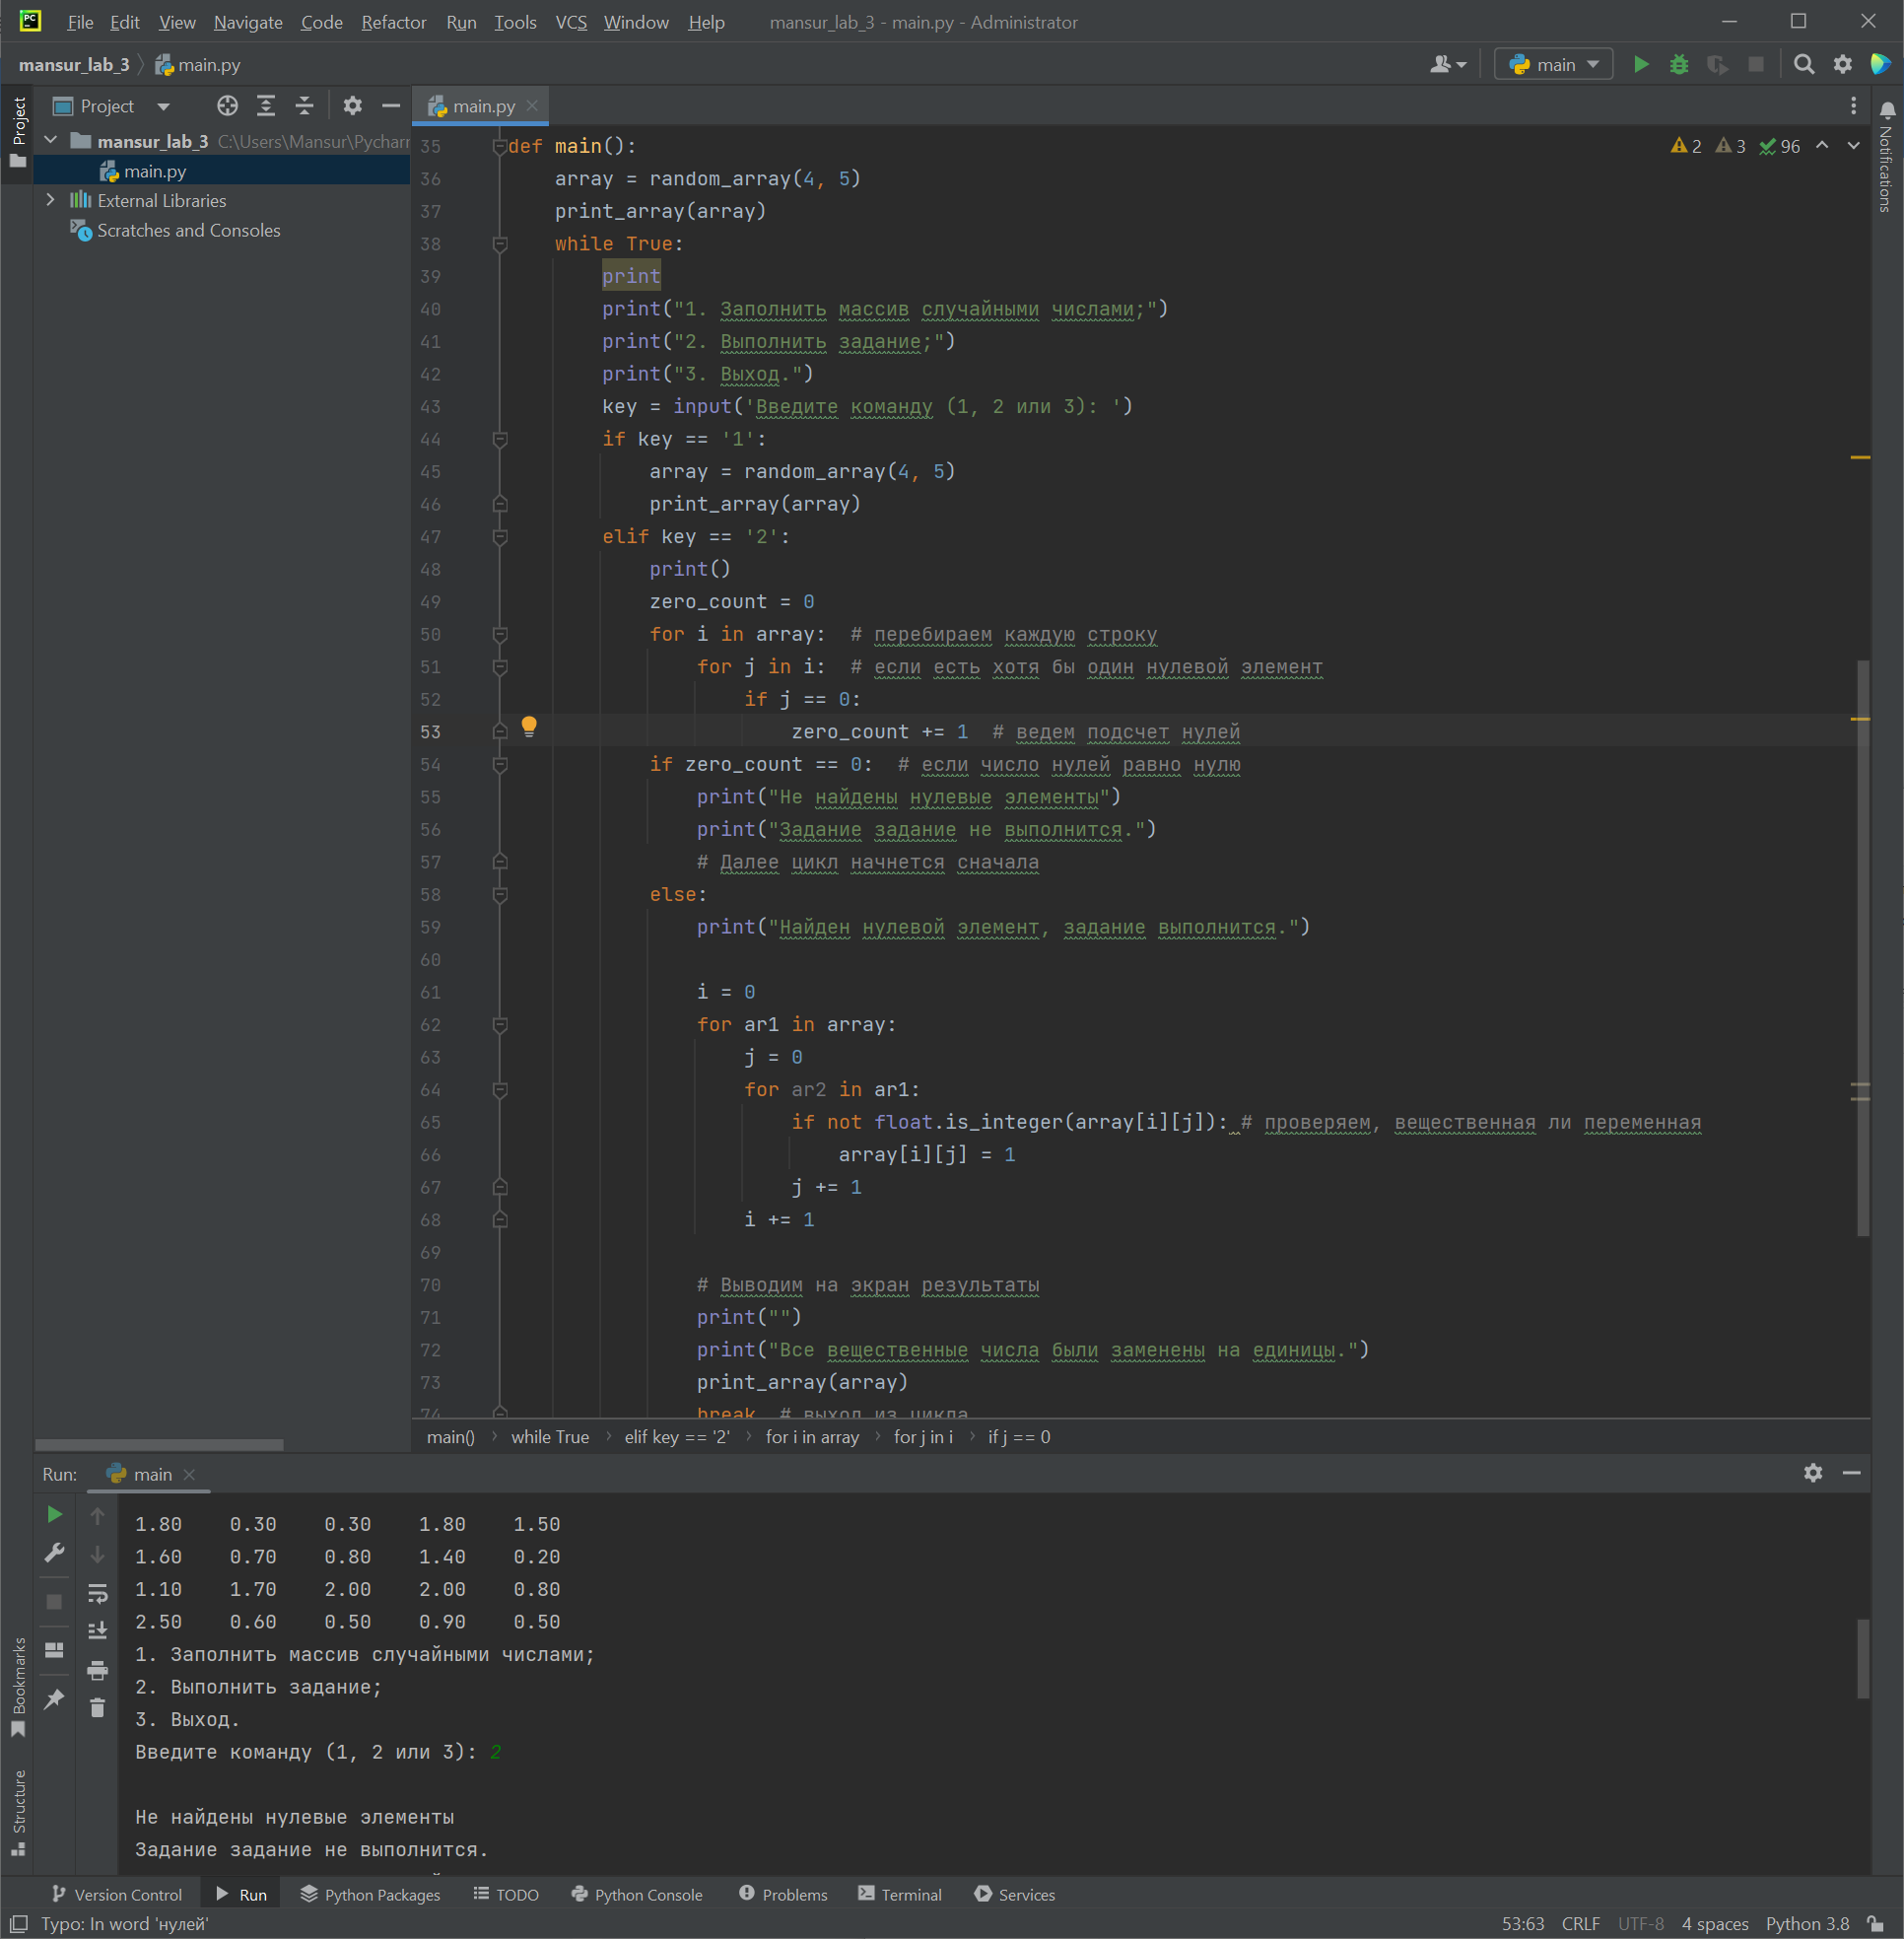 File Edit View Navigate Code Refactor Run Tools VCS Window Help mansur_lab_3 - main.py - Administrator
mansur_lab_3 main.py main
Project main.py
mansur_lab_3 C:\Users\Mansur\Pychar
main.py
External Libraries
Scratches and Consoles
Project
Notifications
2 3 96
35 def main():
36 array = random_array(4, 5)
37 print_array(array)
38 while True:
39 print
40 print("1. Заполнить массив случайными числами;")
41 print("2. Выполнить задание;")
42 print("3. Выход.")
43 key = input('Введите команду (1, 2 или 3): ')
44 if key == '1':
45 array = random_array(4, 5)
46 print_array(array)
47 elif key == '2':
48 print()
49 zero_count = 0
50 for i in array:  # перебираем каждую строку
51 for j in i:  # если есть хотя бы один нулевой элемент
52 if j == 0:
53 zero_count += 1  # ведем подсчет нулей
54 if zero_count == 0:  # если число нулей равно нулю
55 print("Не найдены нулевые элементы")
56 print("Задание задание не выполнится.")
57 # Далее цикл начнется сначала
58 else:
59 print("Найден нулевой элемент, задание выполнится.")
60
61 i = 0
62 for ar1 in array:
63 j = 0
64 for ar2 in ar1:
65 if not float.is_integer(array[i][j]): # проверяем, вещественная ли переменная
66 array[i][j] = 1
67 j += 1
68 i += 1
69
70 # Выводим на экран результаты
71 print("")
72 print("Все вещественные числа были заменены на единицы.")
73 print_array(array)
74 break  # выход из цикла
main() while True elif key == '2' for i in array for j in i if j == 0
Run: main
1.80 0.30 0.30 1.80 1.50
1.60 0.70 0.80 1.40 0.20
1.10 1.70 2.00 2.00 0.80
2.50 0.60 0.50 0.90 0.50
1. Заполнить массив случайными числами;
2. Выполнить задание;
3. Выход.
Введите команду (1, 2 или 3): 2
Не найдены нулевые элементы
Задание задание не выполнится.
Bookmarks
Structure
Version Control Run Python Packages TODO Python Console Problems Terminal Services
Typo: In word 'нулей' 53:63 CRLF UTF-8 4 spaces Python 3.8